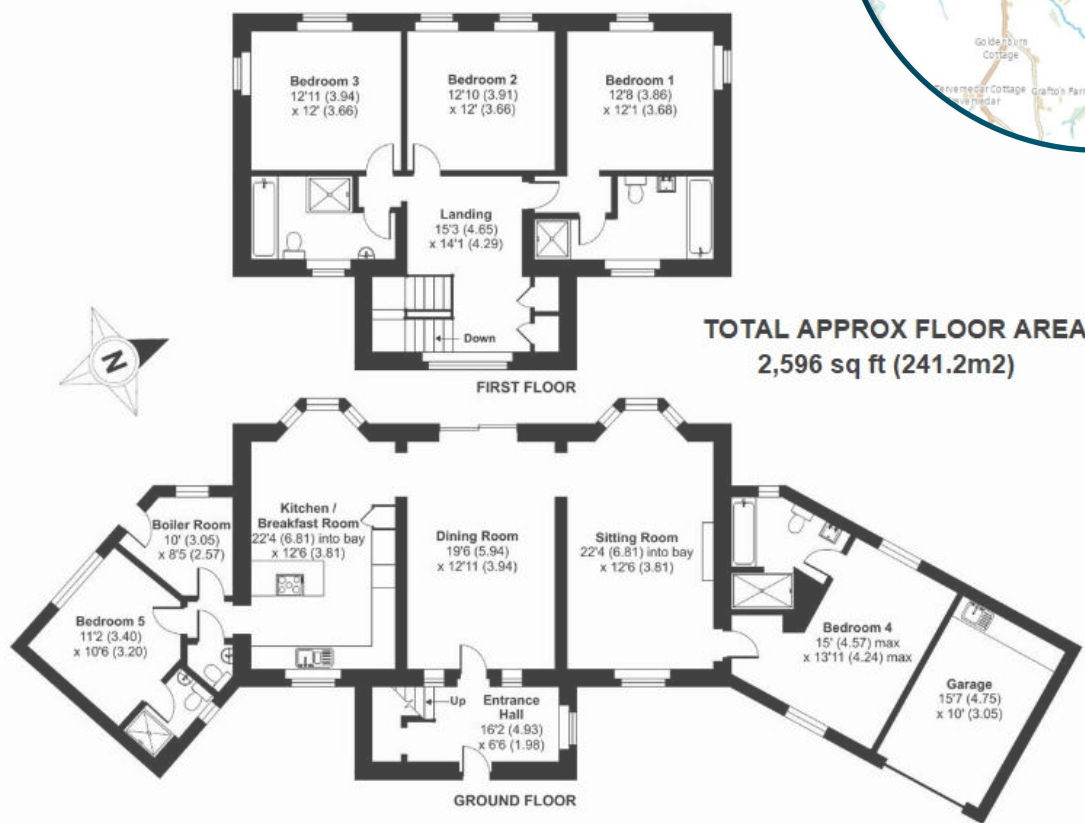 Goldenburn
Cottage
Cottage
Grafton Farm
Bedroom 3
12'11 (3.94)
x 12' (3.66)
Bedroom 2
12'10 (3.91)
x 12' (3.66)
Bedroom 1
12'8 (3.86)
x 12'1 (3.68)
Landing
15'3 (4.65)
x 14'1 (4.29)
Down
FIRST FLOOR
N
TOTAL APPROX FLOOR AREA
2,596 sq ft (241.2m2)
Boiler Room
10' (3.05)
x 8'5 (2.57)
Kitchen /
Breakfast Room
22'4 (6.81) into bay
x 12'6 (3.81)
Dining Room
19'6 (5.94)
x 12'11 (3.94)
Sitting Room
22'4 (6.81) into bay
x 12'6 (3.81)
Bedroom 5
11'2 (3.40)
x 10'6 (3.20)
Bedroom 4
15' (4.57) max
x 13'11 (4.24) max
Garage
15'7 (4.75)
x 10' (3.05)
Up
Entrance
Hall
16'2 (4.93)
x 6'6 (1.98)
GROUND FLOOR